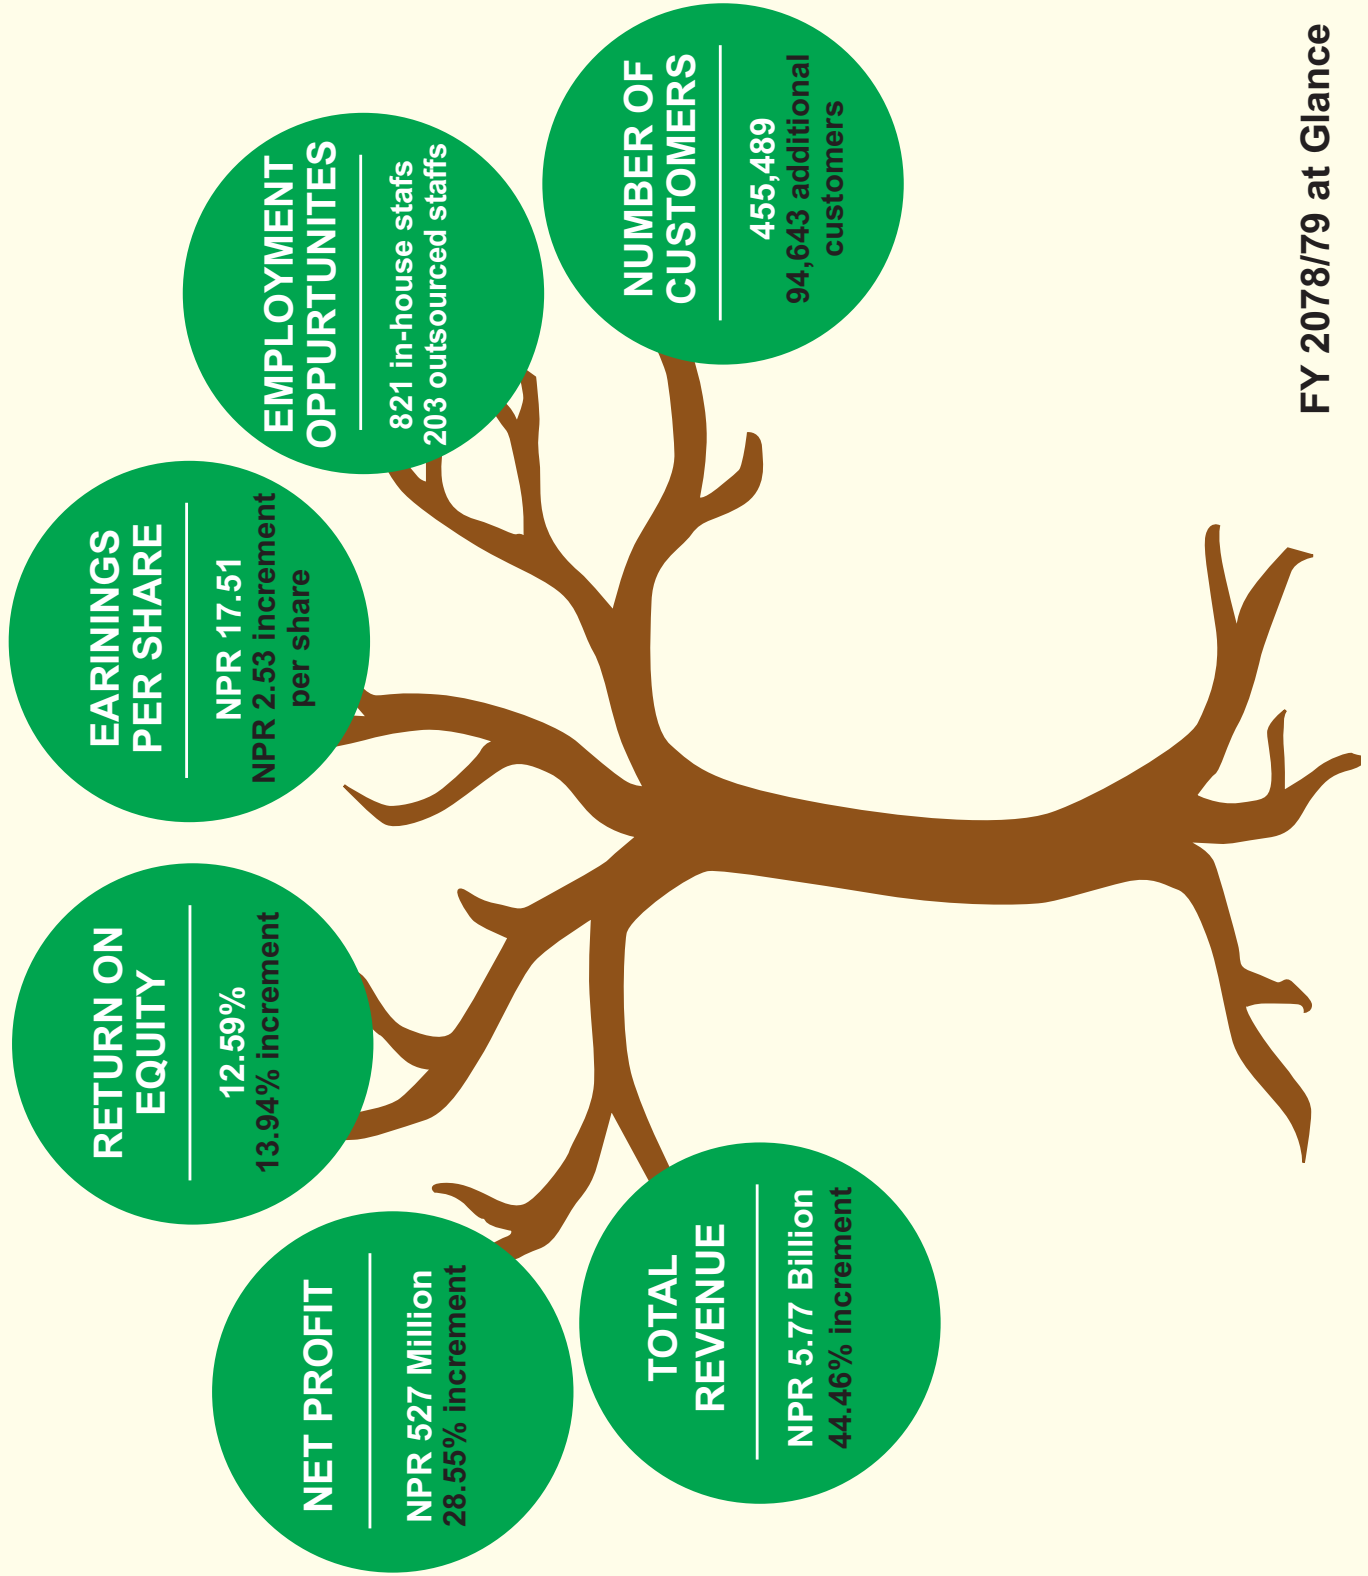 TOTAL
REVENUE
NPR 5.77 Billion
44.46% increment
NET PROFIT
NPR 527 Million
28.55% increment
RETURN ON
EQUITY
12.59%
13.94% increment
EARININGS
PER SHARE
NPR 17.51
NPR 2.53 increment
per share
EMPLOYMENT
OPPURTUNITES
821 in-house stafs
203 outsourced staffs
NUMBER OF
CUSTOMERS
455,489
94,643 additional
customers
FY 2078/79 at Glance